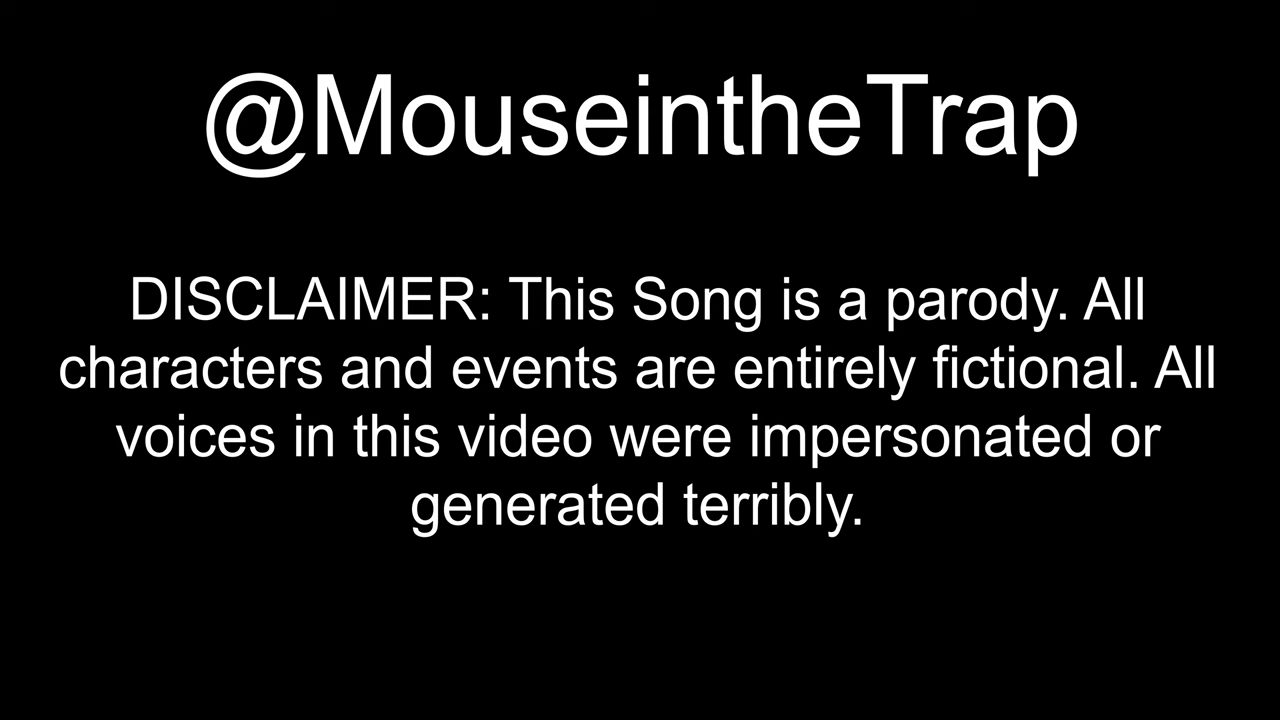 @MouseintheTrap
DISCLAIMER: This Song is a parody. All
characters and events are entirely fictional. All
voices in this video were impersonated or
generated terribly.